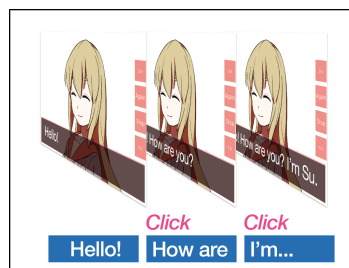 Hello!
How are you?
! How are you? I'm Su.
Click
Click
Hello!
How are
I'm...